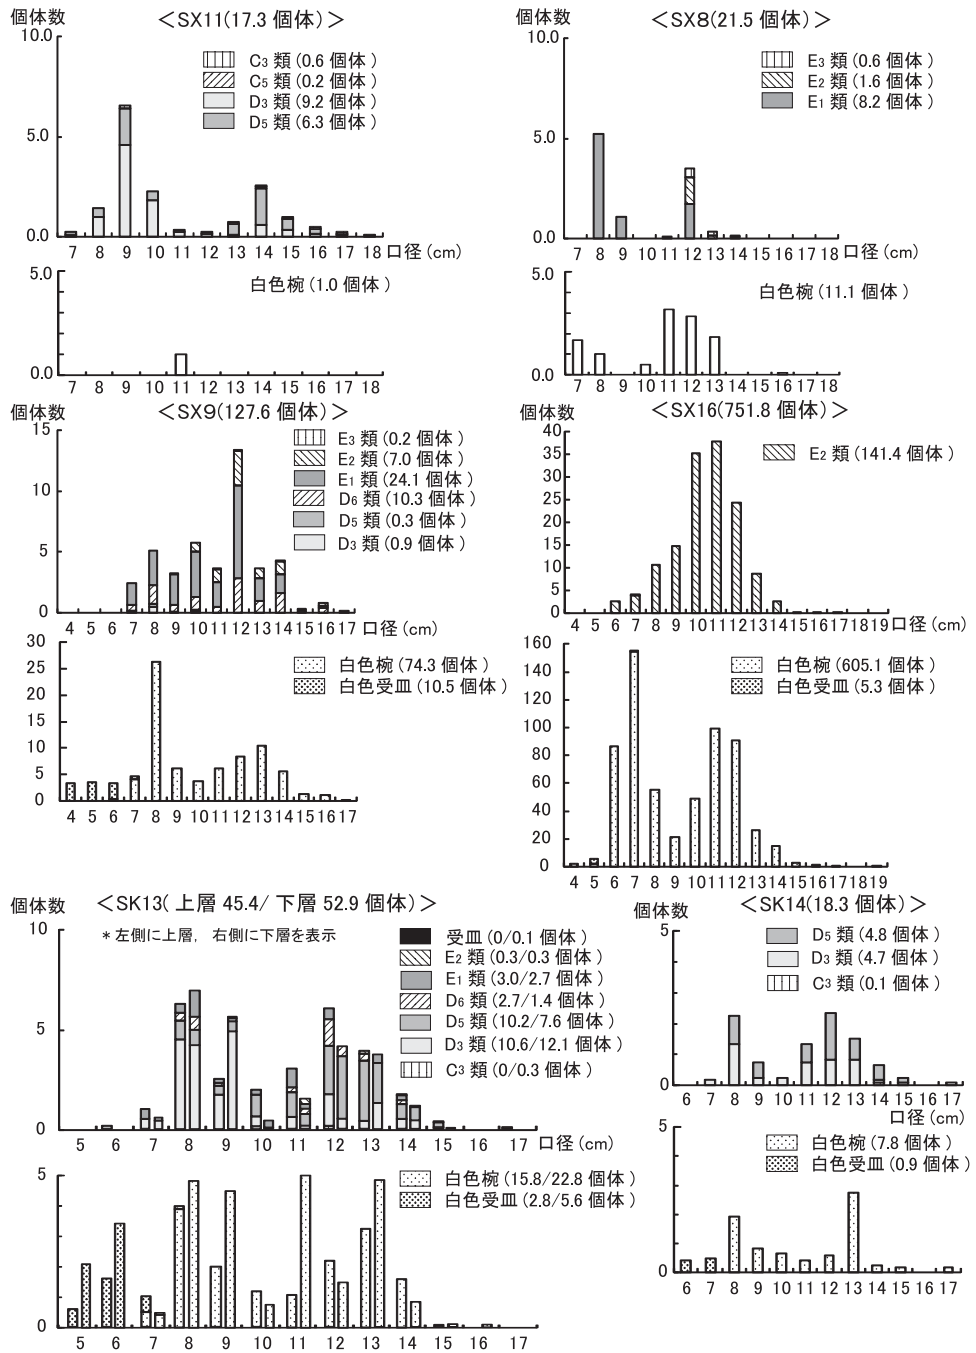 個体数
＜SX11(17.3 個体)＞
10.0
5.0
0.0
C3 類 (0.6 個体 )
C5 類 (0.2 個体 )
D3 類 (9.2 個体 )
D5 類 (6.3 個体 )
7 8 9 10 11 12 13 14 15 16 17 18 口径 (cm)
5.0
0.0
白色椀 (1.0 個体 )
7 8 9 10 11 12 13 14 15 16 17 18
個体数
＜SX8(21.5 個体)＞
10.0
5.0
0.0
E3 類 (0.6 個体 )
E2 類 (1.6 個体 )
E1 類 (8.2 個体 )
7 8 9 10 11 12 13 14 15 16 17 18 口径 (cm)
5.0
0.0
白色椀 (11.1 個体 )
7 8 9 10 11 12 13 14 15 16 17 18
個体数
＜SX9(127.6 個体)＞
15
10
5
0
E3 類 (0.2 個体 )
E2 類 (7.0 個体 )
E1 類 (24.1 個体 )
D6 類 (10.3 個体 )
D5 類 (0.3 個体 )
D3 類 (0.9 個体 )
4 5 6 7 8 9 10 11 12 13 14 15 16 17 口径 (cm)
30
25
20
15
10
5
0
白色椀 (74.3 個体 )
白色受皿 (10.5 個体 )
4 5 6 7 8 9 10 11 12 13 14 15 16 17
個体数
＜SX16(751.8 個体)＞
40
35
30
25
20
15
10
5
0
E2 類 (141.4 個体 )
4 5 6 7 8 9 10 11 12 13 14 15 16 17 18 19 口径 (cm)
160
140
120
100
80
60
40
20
0
白色椀 (605.1 個体 )
白色受皿 (5.3 個体 )
4 5 6 7 8 9 10 11 12 13 14 15 16 17 18 19
個体数
＜SK13( 上層 45.4/ 下層 52.9 個体)＞
＊左側に上層， 右側に下層を表示
10
5
0
受皿 (0/0.1 個体 )
E2 類 (0.3/0.3 個体 )
E1 類 (3.0/2.7 個体 )
D6 類 (2.7/1.4 個体 )
D5 類 (10.2/7.6 個体 )
D3 類 (10.6/12.1 個体 )
C3 類 (0/0.3 個体 )
5 6 7 8 9 10 11 12 13 14 15 16 17
口径 (cm)
5
0
白色椀 (15.8/22.8 個体 )
白色受皿 (2.8/5.6 個体 )
5 6 7 8 9 10 11 12 13 14 15 16 17
個体数
＜SK14(18.3 個体)＞
5
0
D5 類 (4.8 個体 )
D3 類 (4.7 個体 )
C3 類 (0.1 個体 )
6 7 8 9 10 11 12 13 14 15 16 17
口径 (cm)
5
0
白色椀 (7.8 個体 )
白色受皿 (0.9 個体 )
6 7 8 9 10 11 12 13 14 15 16 17